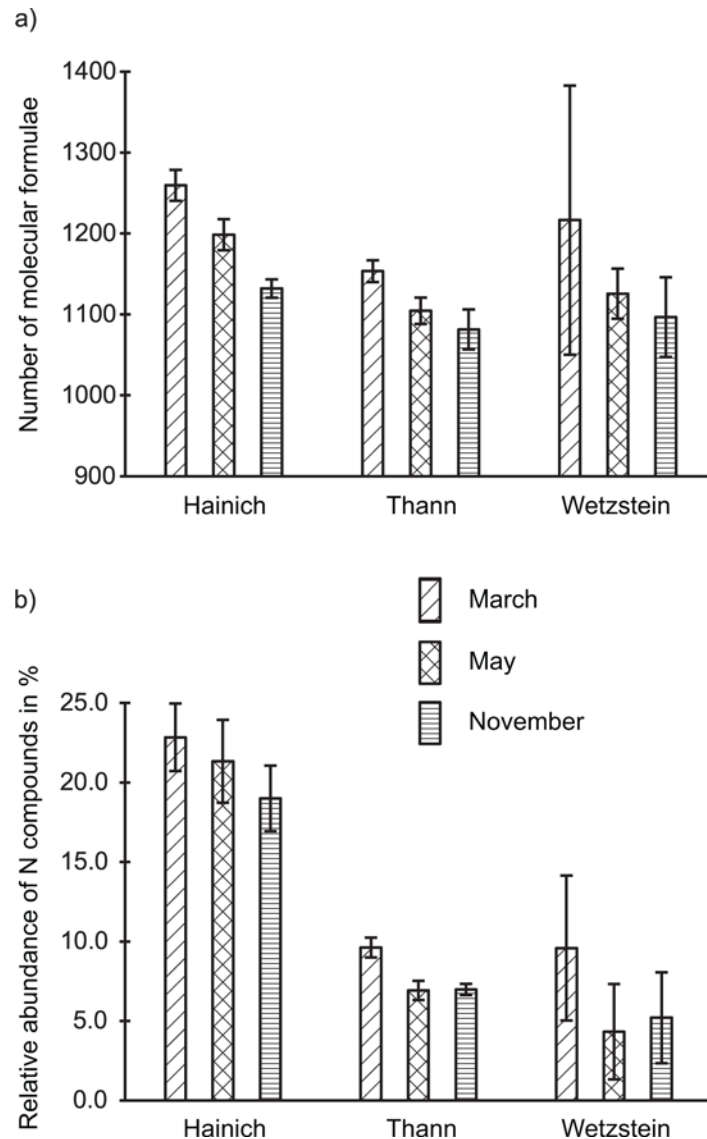 a)
Number of molecular formulae
1400
1300
1200
1100
1000
900
Hainich Thann Wetzstein
b)
March
May
November
Relative abundance of N compounds in %
25.0
20.0
15.0
10.0
5.0
0.0
Hainich Thann Wetzstein